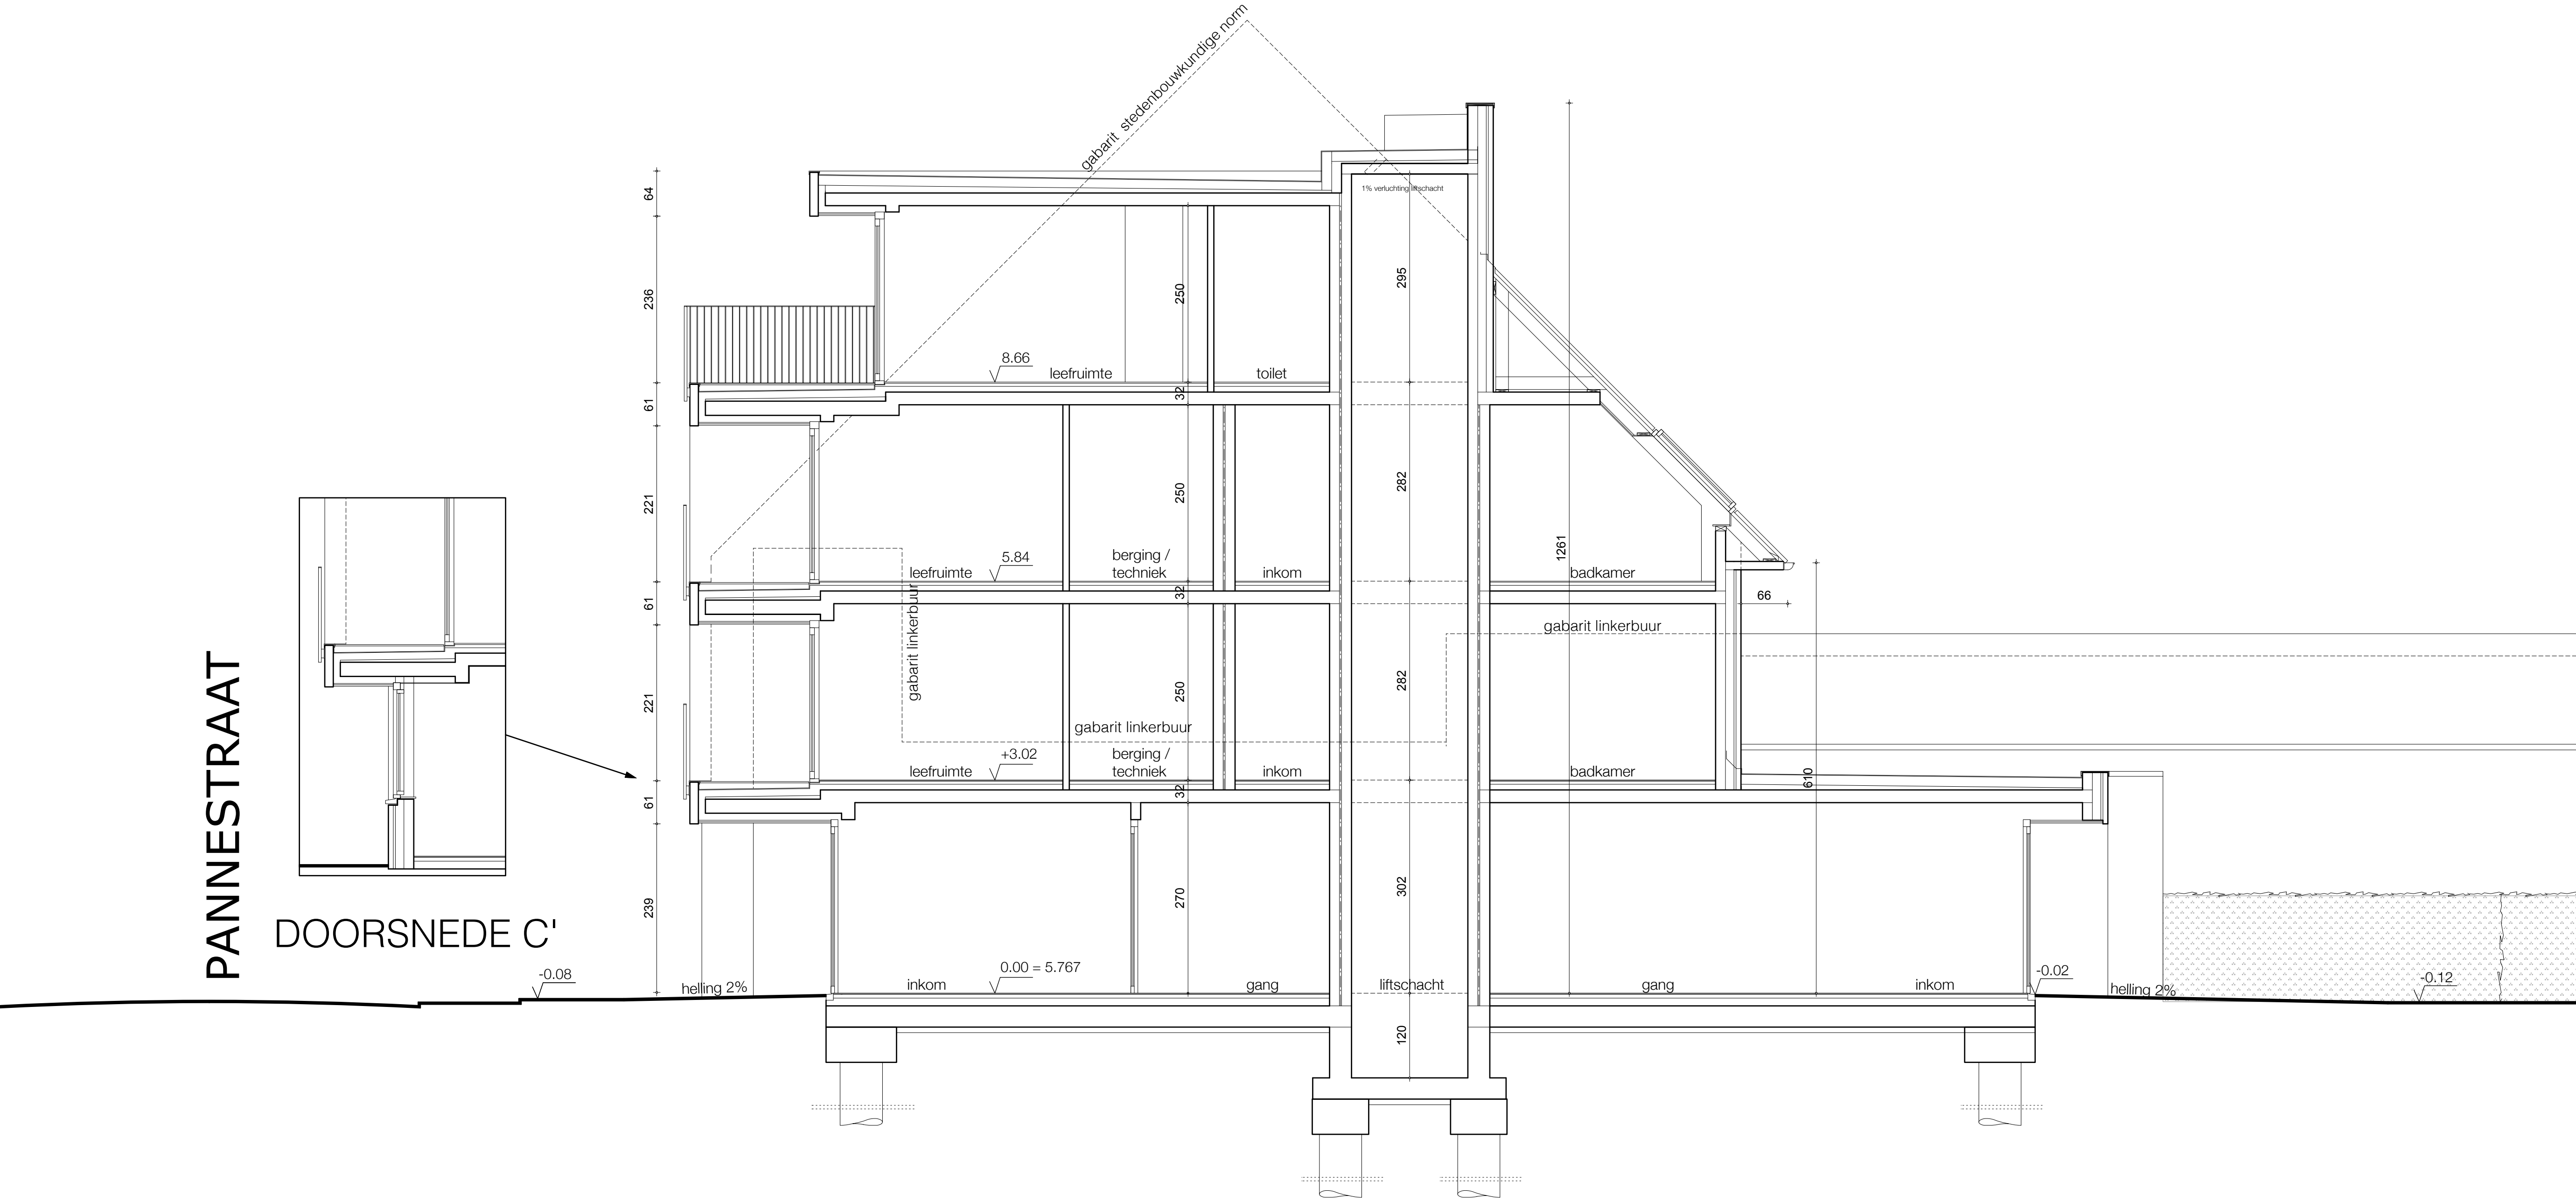 gabarit stedenbouwkundige norm
1% verluchting liftschacht
64
236
61
221
61
221
61
239
250
32
250
32
250
32
270
295
282
282
302
120
1261
610
66
8.66
leefruimte
toilet
5.84
leefruimte
berging /
techniek
inkom
badkamer
gabarit linkerbuur
gabarit linkerbuur
gabarit linkerbuur
+3.02
leefruimte
berging /
techniek
inkom
badkamer
PANNESTRAAT
DOORSNEDE C'
-0.08
helling 2%
inkom
0.00 = 5.767
gang
liftschacht
gang
inkom
-0.02
helling 2%
-0.12